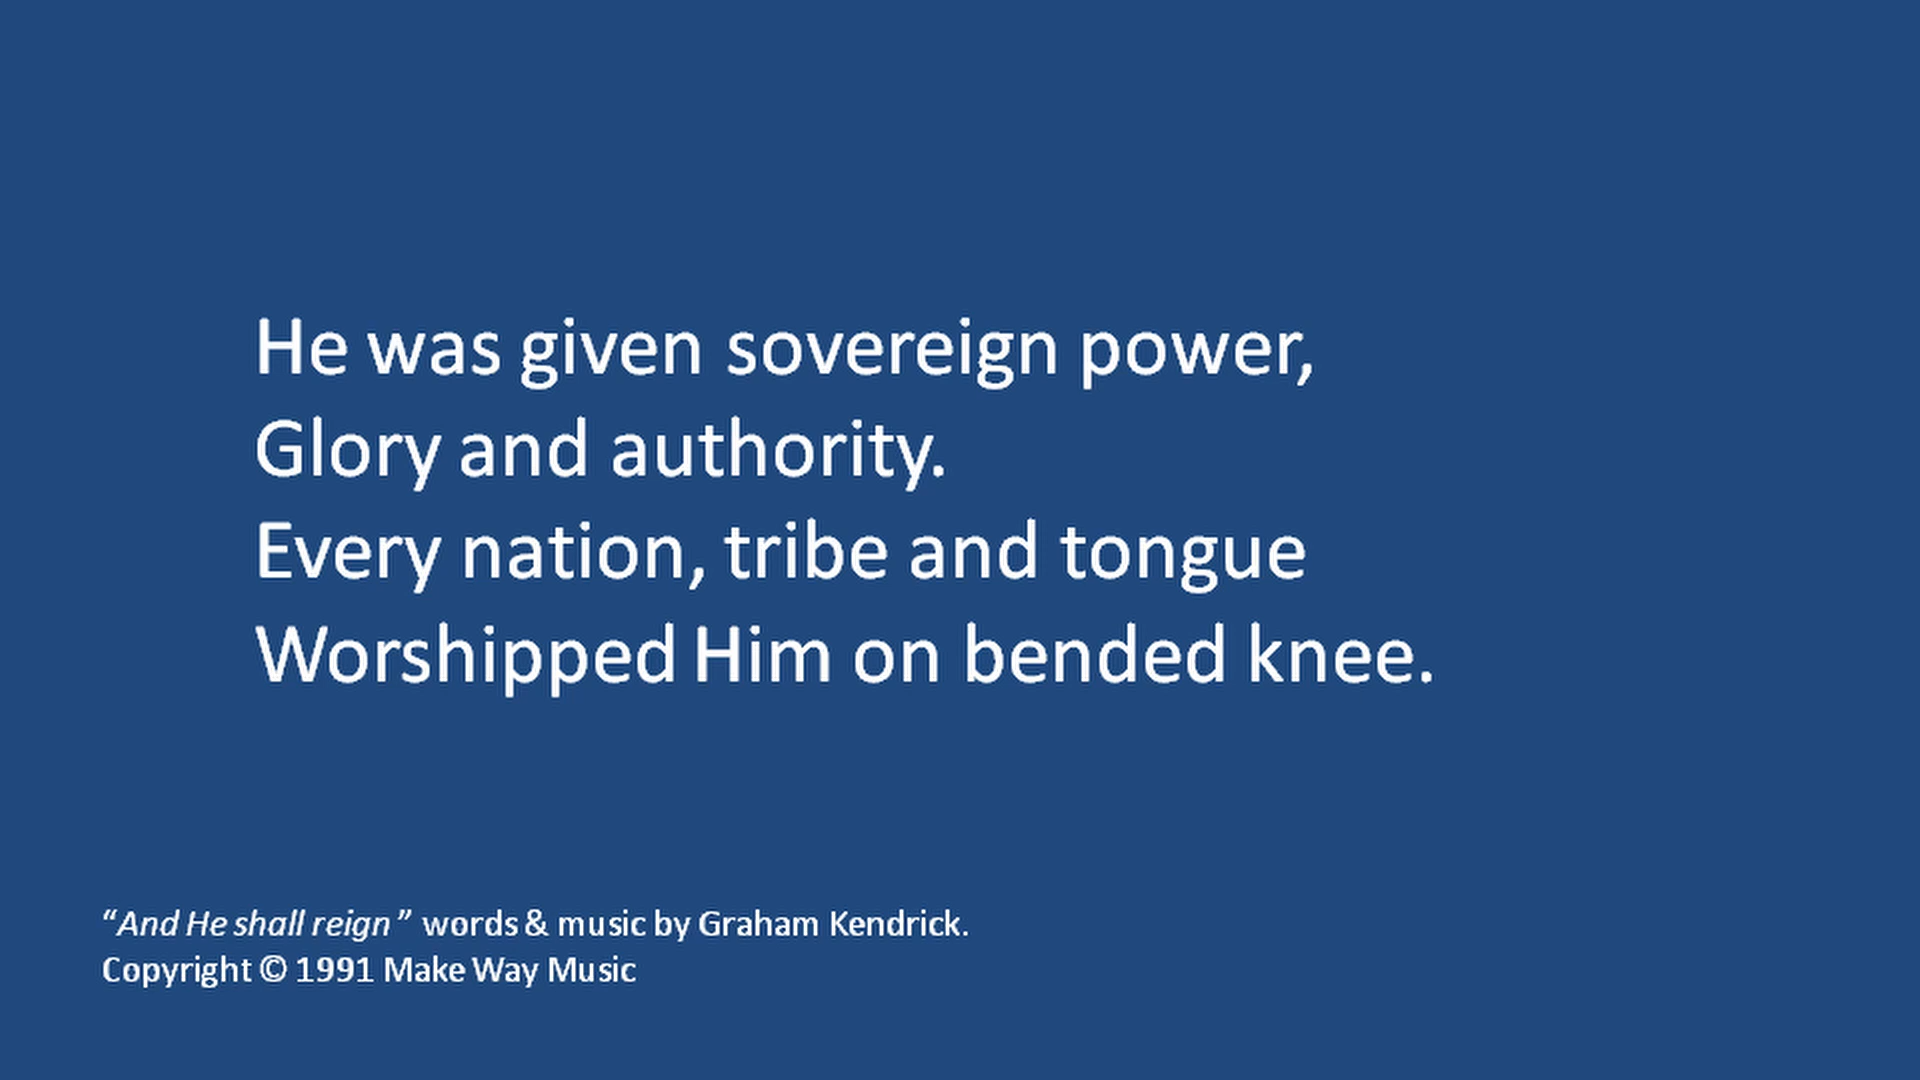 He was given sovereign power,
Glory and authority.
Every nation, tribe and tongue
Worshipped Him on bended knee.
“And He shall reign” words & music by Graham Kendrick.
Copyright © 1991 Make Way Music